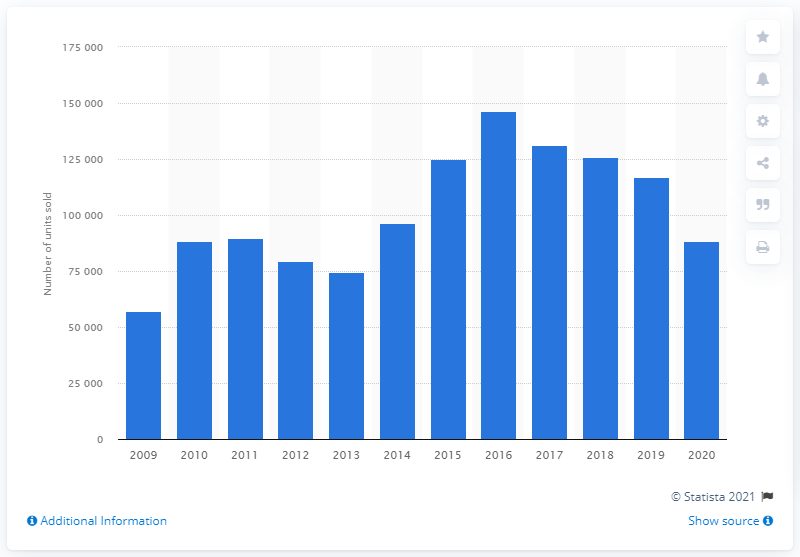 175 000
150 000
125 000
100 000
75 000
50 000
25 000
0
Number of units sold
2009 2010 2011 2012 2013 2014 2015 2016 2017 2018 2019 2020
© Statista 2021
Additional Information
Show source